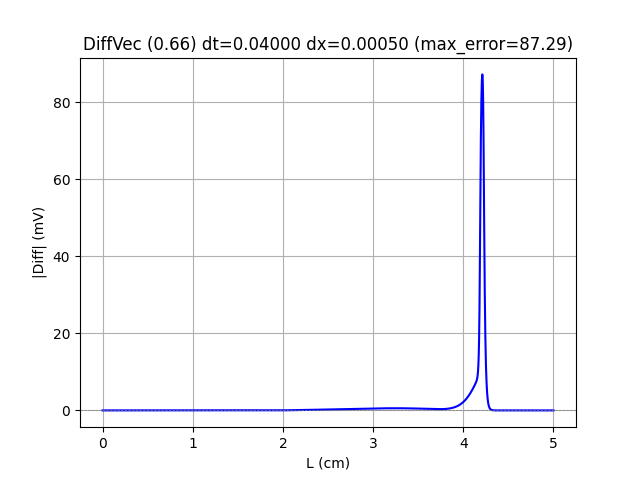 DiffVec (0.66) dt=0.04000 dx=0.00050 (max_error=87.29)
|Diff| (mV)
80
60
40
20
0
0 1 2 3 4 5
L (cm)